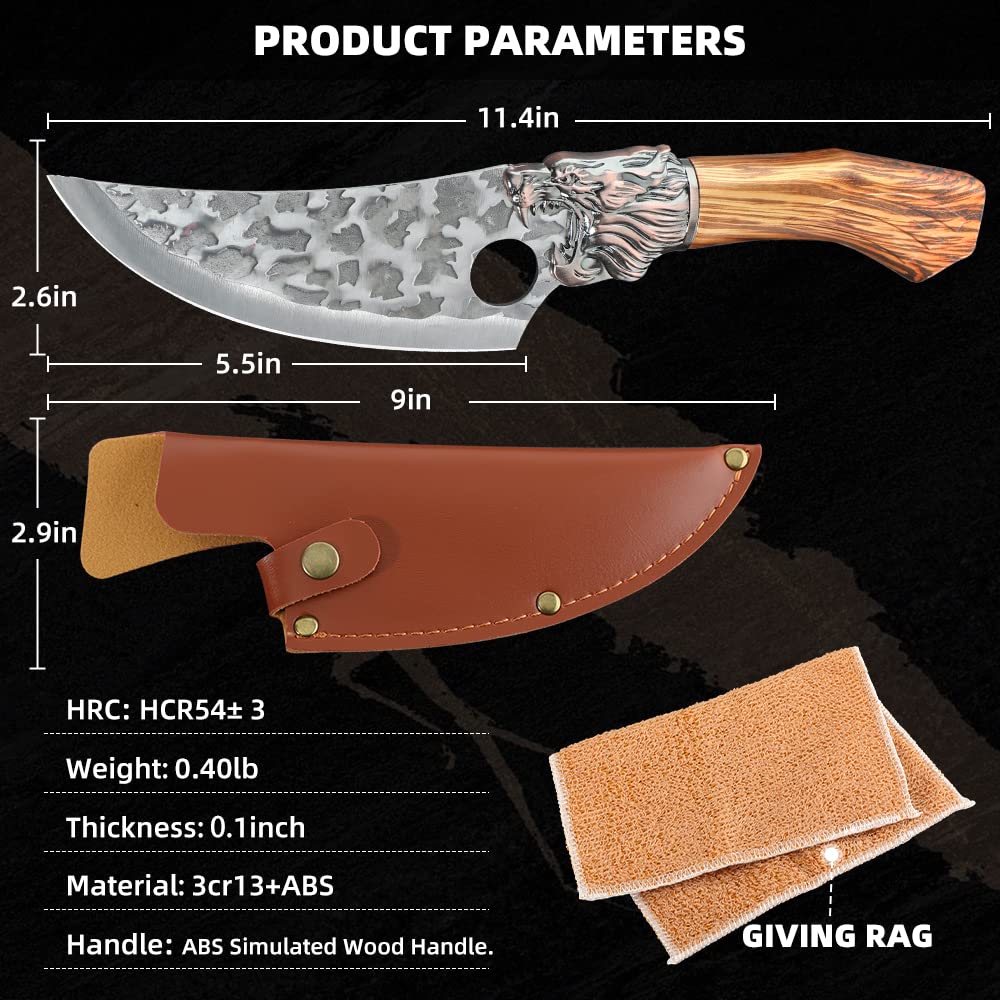 PRODUCT PARAMETERS
11.4in
2.6in
5.5in
9in
2.9in
HRC: HCR54± 3
Weight: 0.40lb
Thickness: 0.1inch
Material: 3cr13+ABS
Handle: ABS Simulated Wood Handle.
GIVING RAG